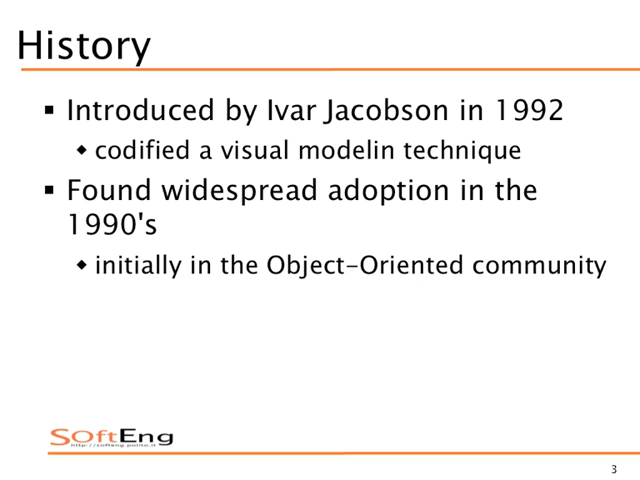 History
▪ Introduced by Ivar Jacobson in 1992
◆ codified a visual modelin technique
▪ Found widespread adoption in the
1990's
◆ initially in the Object-Oriented community
SOftEng
http://softeng.polito.it
3